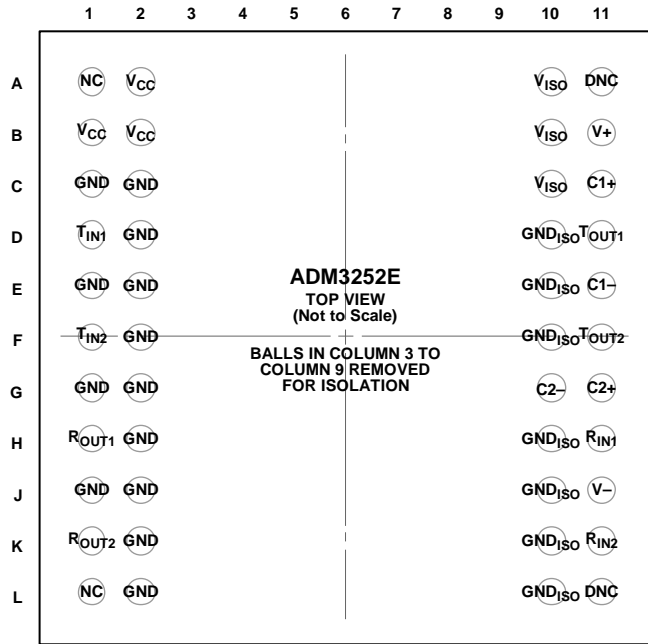 1 2 3 4 5 6 7 8 9 10 11
A NC VCC VISO DNC
B VCC VCC VISO V+
C GND GND VISO C1+
D TIN1 GND GNDISO TOUT1
E GND GND GNDISO C1–
ADM3252E
TOP VIEW
(Not to Scale)
F TIN2 GND GNDISO TOUT2
BALLS IN COLUMN 3 TO
COLUMN 9 REMOVED
FOR ISOLATION
G GND GND C2– C2+
H ROUT1 GND GNDISO RIN1
J GND GND GNDISO V–
K ROUT2 GND GNDISO RIN2
L NC GND GNDISO DNC